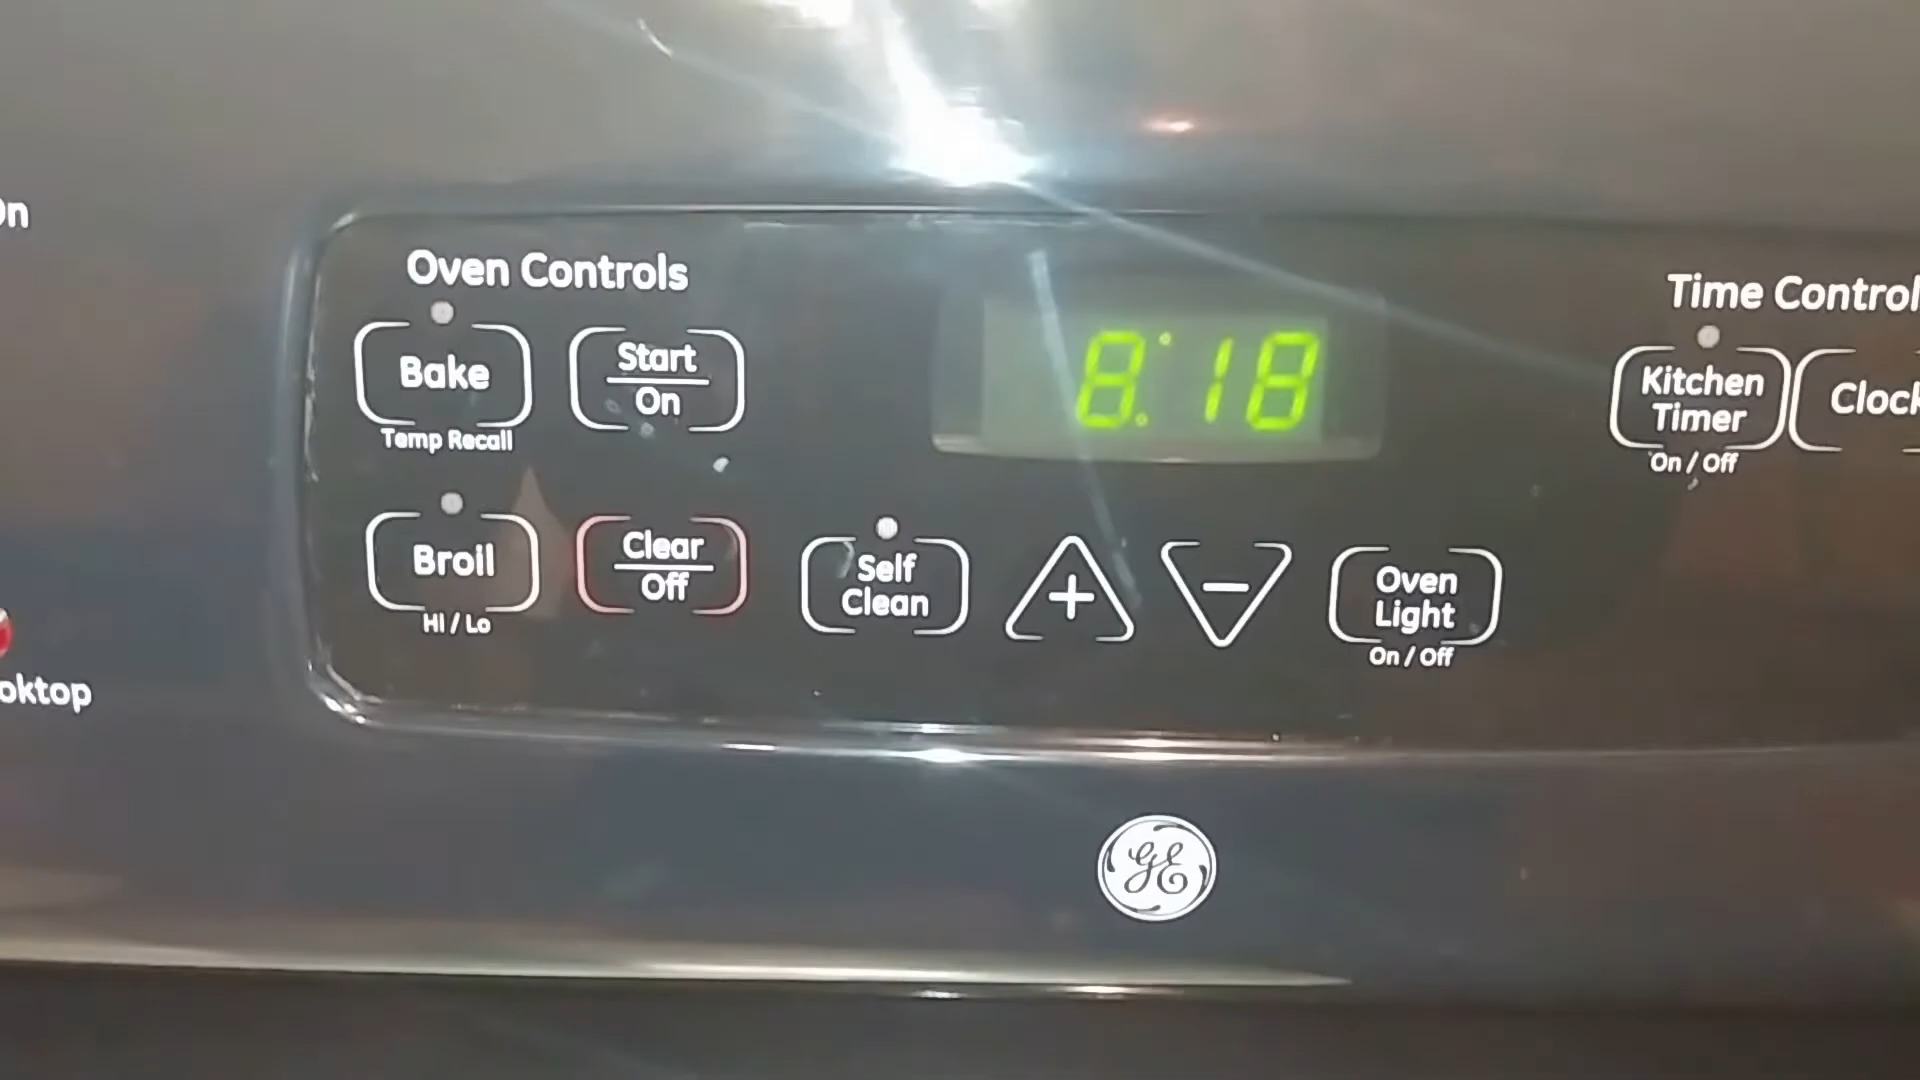 On
Oven Controls
Bake
Temp Recall
Start
On
8:18
Time Control
Kitchen
Timer
On / Off
Clock
Broil
HI / Lo
Clear
Off
Self
Clean
+
−
Oven
Light
On / Off
oktop
GE